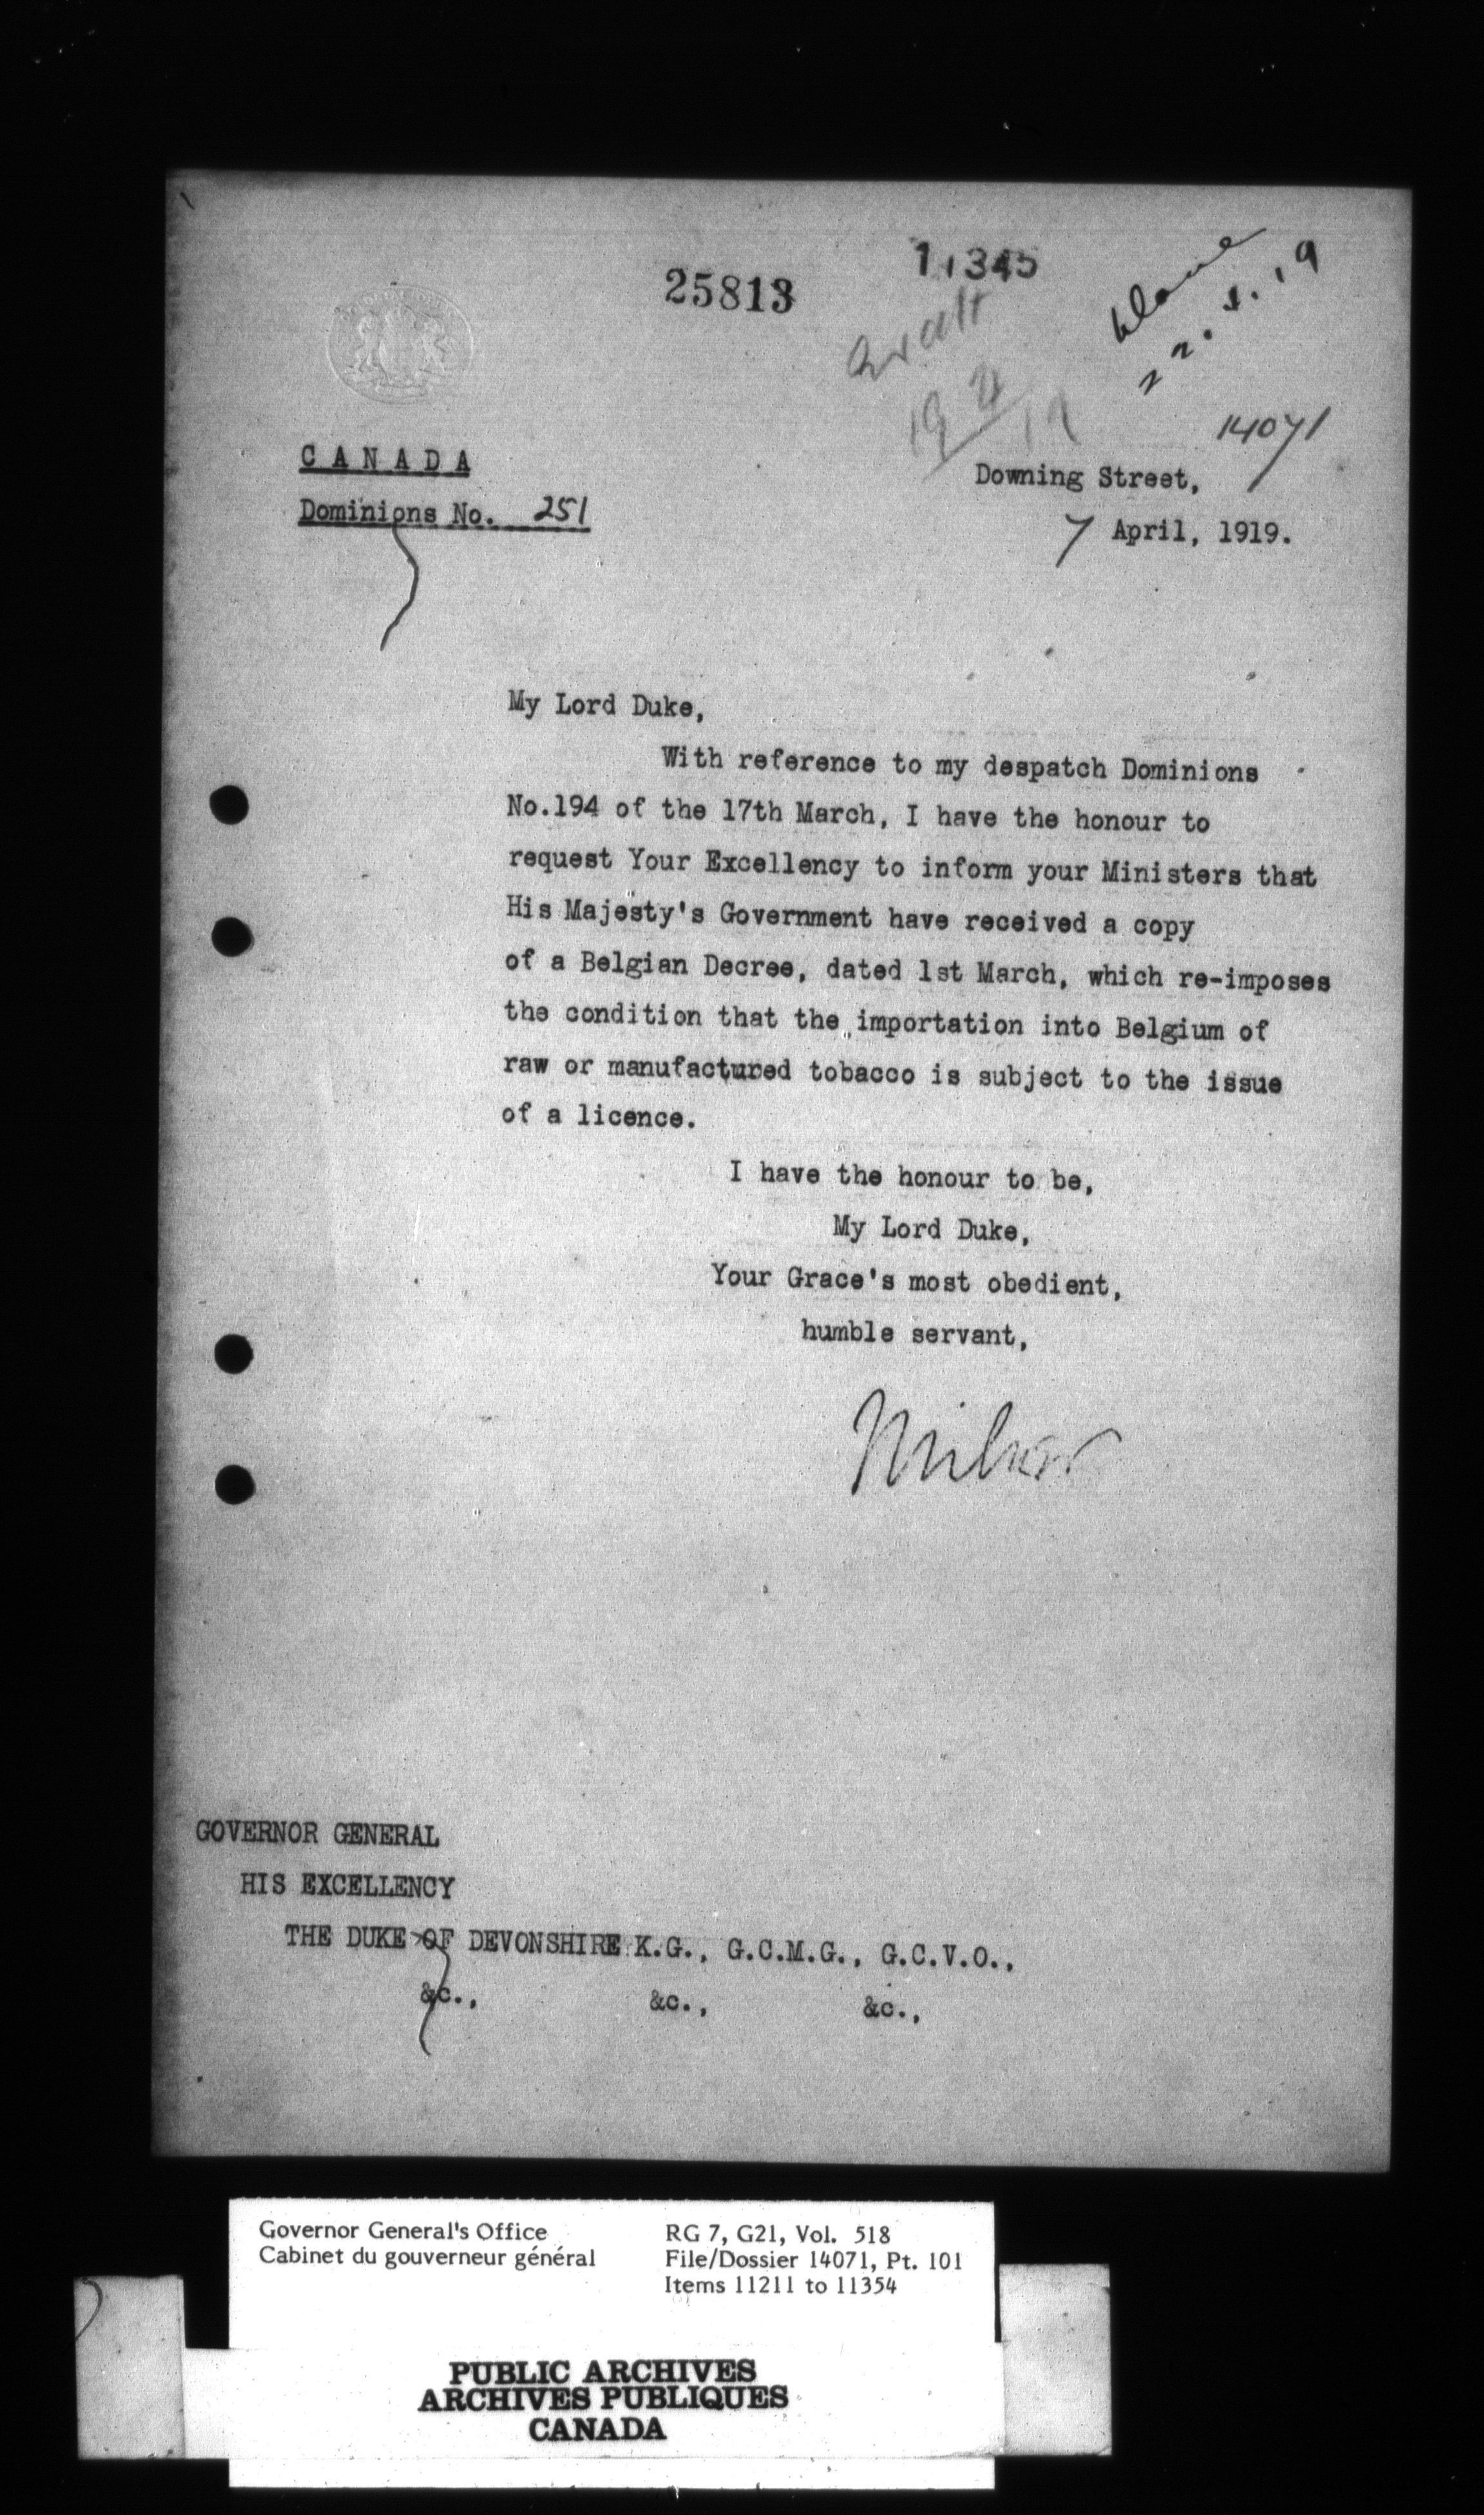 25813
11345
22.4.19
14071
CANADA
Dominions No. 251
Downing Street,
7 April, 1919.
My Lord Duke,
With reference to my despatch Dominions
No.194 of the 17th March, I have the honour to
request Your Excellency to inform your Ministers that
His Majesty's Government have received a copy
of a Belgian Decree, dated 1st March, which re-imposes
the condition that the importation into Belgium of
raw or manufactured tobacco is subject to the issue
of a licence.
I have the honour to be,
My Lord Duke,
Your Grace's most obedient,
humble servant,
Milner
GOVERNOR GENERAL
HIS EXCELLENCY
THE DUKE OF DEVONSHIRE K.G., G.C.M.G., G.C.V.O.,
&c., &c., &c.,
Governor General's Office
Cabinet du gouverneur général
RG 7, G21, Vol. 518
File/Dossier 14071, Pt. 101
Items 11211 to 11354
PUBLIC ARCHIVES
ARCHIVES PUBLIQUES
CANADA